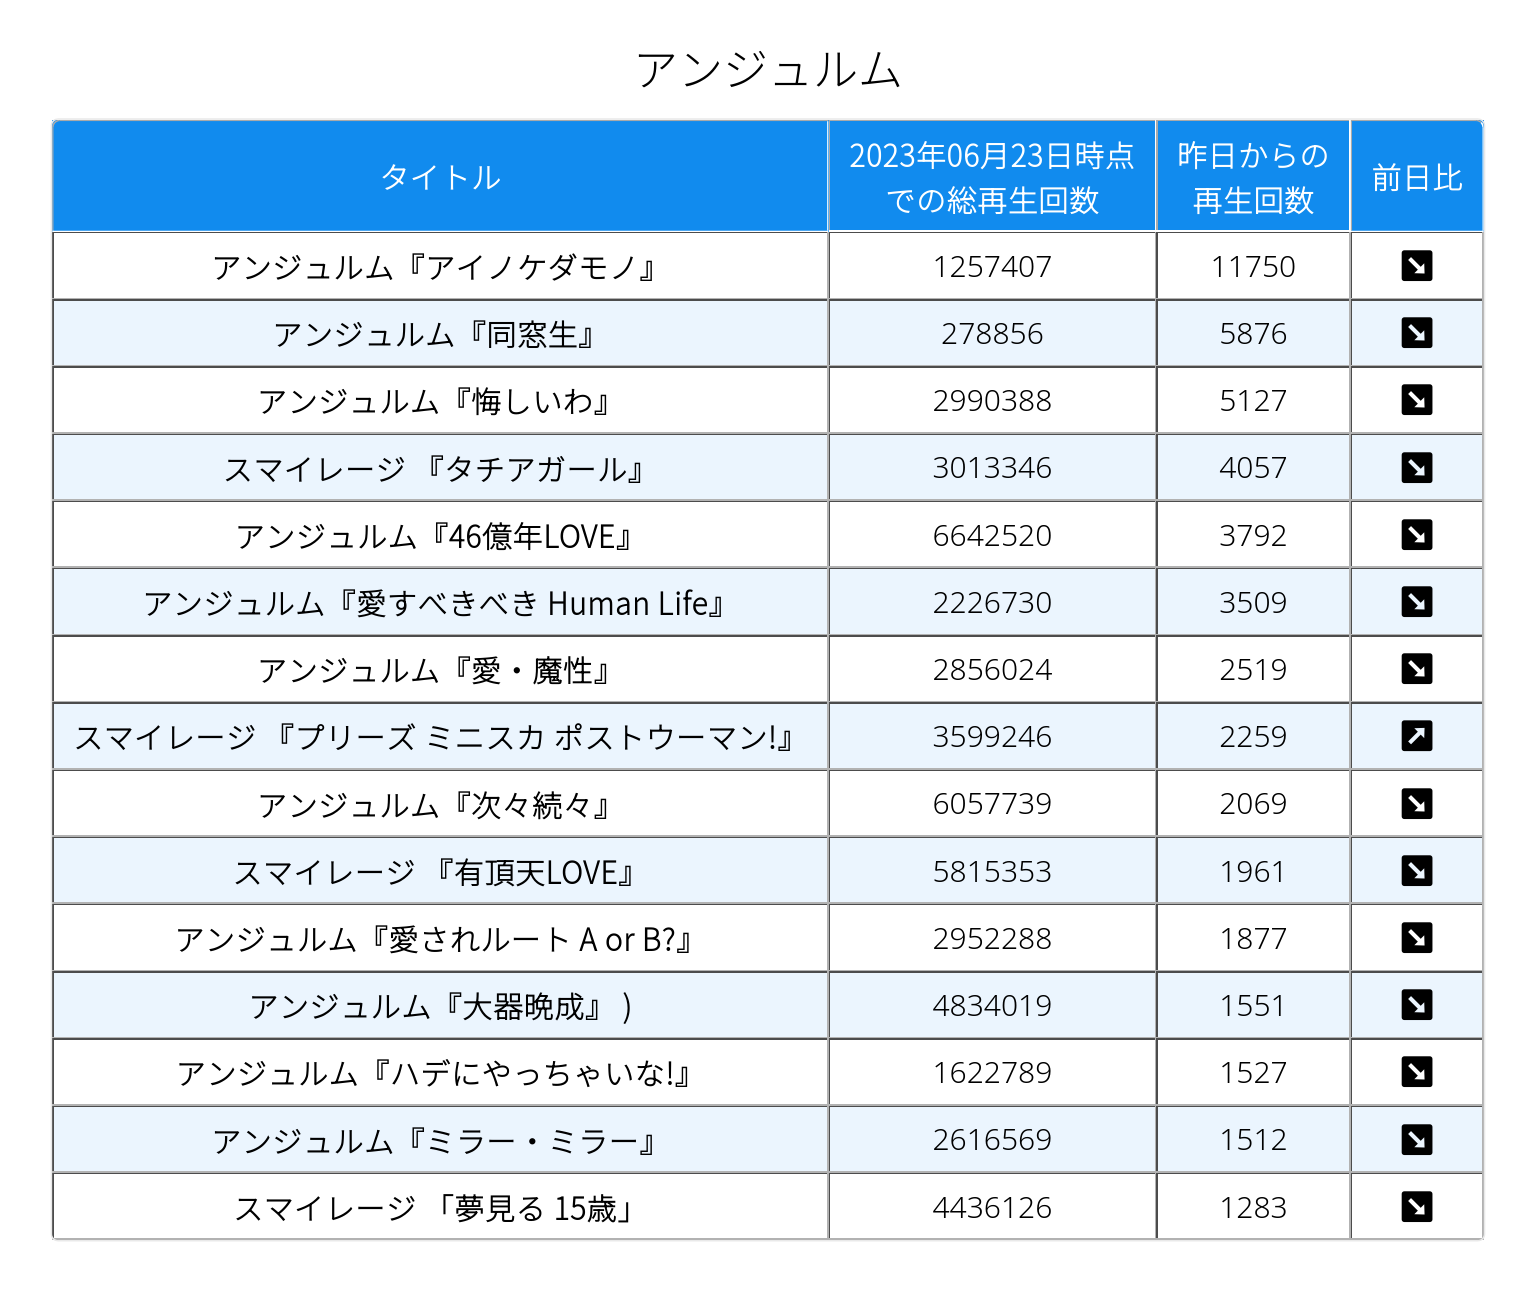 アンジュルム
タイトル 2023年06月23日時点での総再生回数 昨日からの再生回数 前日比
アンジュルム『アイノケダモノ』 1257407 11750 ↘
アンジュルム『同窓生』 278856 5876 ↘
アンジュルム『悔しいわ』 2990388 5127 ↘
スマイレージ 『タチアガール』 3013346 4057 ↘
アンジュルム『46億年LOVE』 6642520 3792 ↘
アンジュルム『愛すべきべき Human Life』 2226730 3509 ↘
アンジュルム『愛・魔性』 2856024 2519 ↘
スマイレージ 『プリーズ ミニスカ ポストウーマン!』 3599246 2259 ↗
アンジュルム『次々続々』 6057739 2069 ↘
スマイレージ 『有頂天LOVE』 5815353 1961 ↘
アンジュルム『愛されルート A or B?』 2952288 1877 ↘
アンジュルム『大器晩成』 ) 4834019 1551 ↘
アンジュルム『ハデにやっちゃいな!』 1622789 1527 ↘
アンジュルム『ミラー・ミラー』 2616569 1512 ↘
スマイレージ 「夢見る 15歳」 4436126 1283 ↘